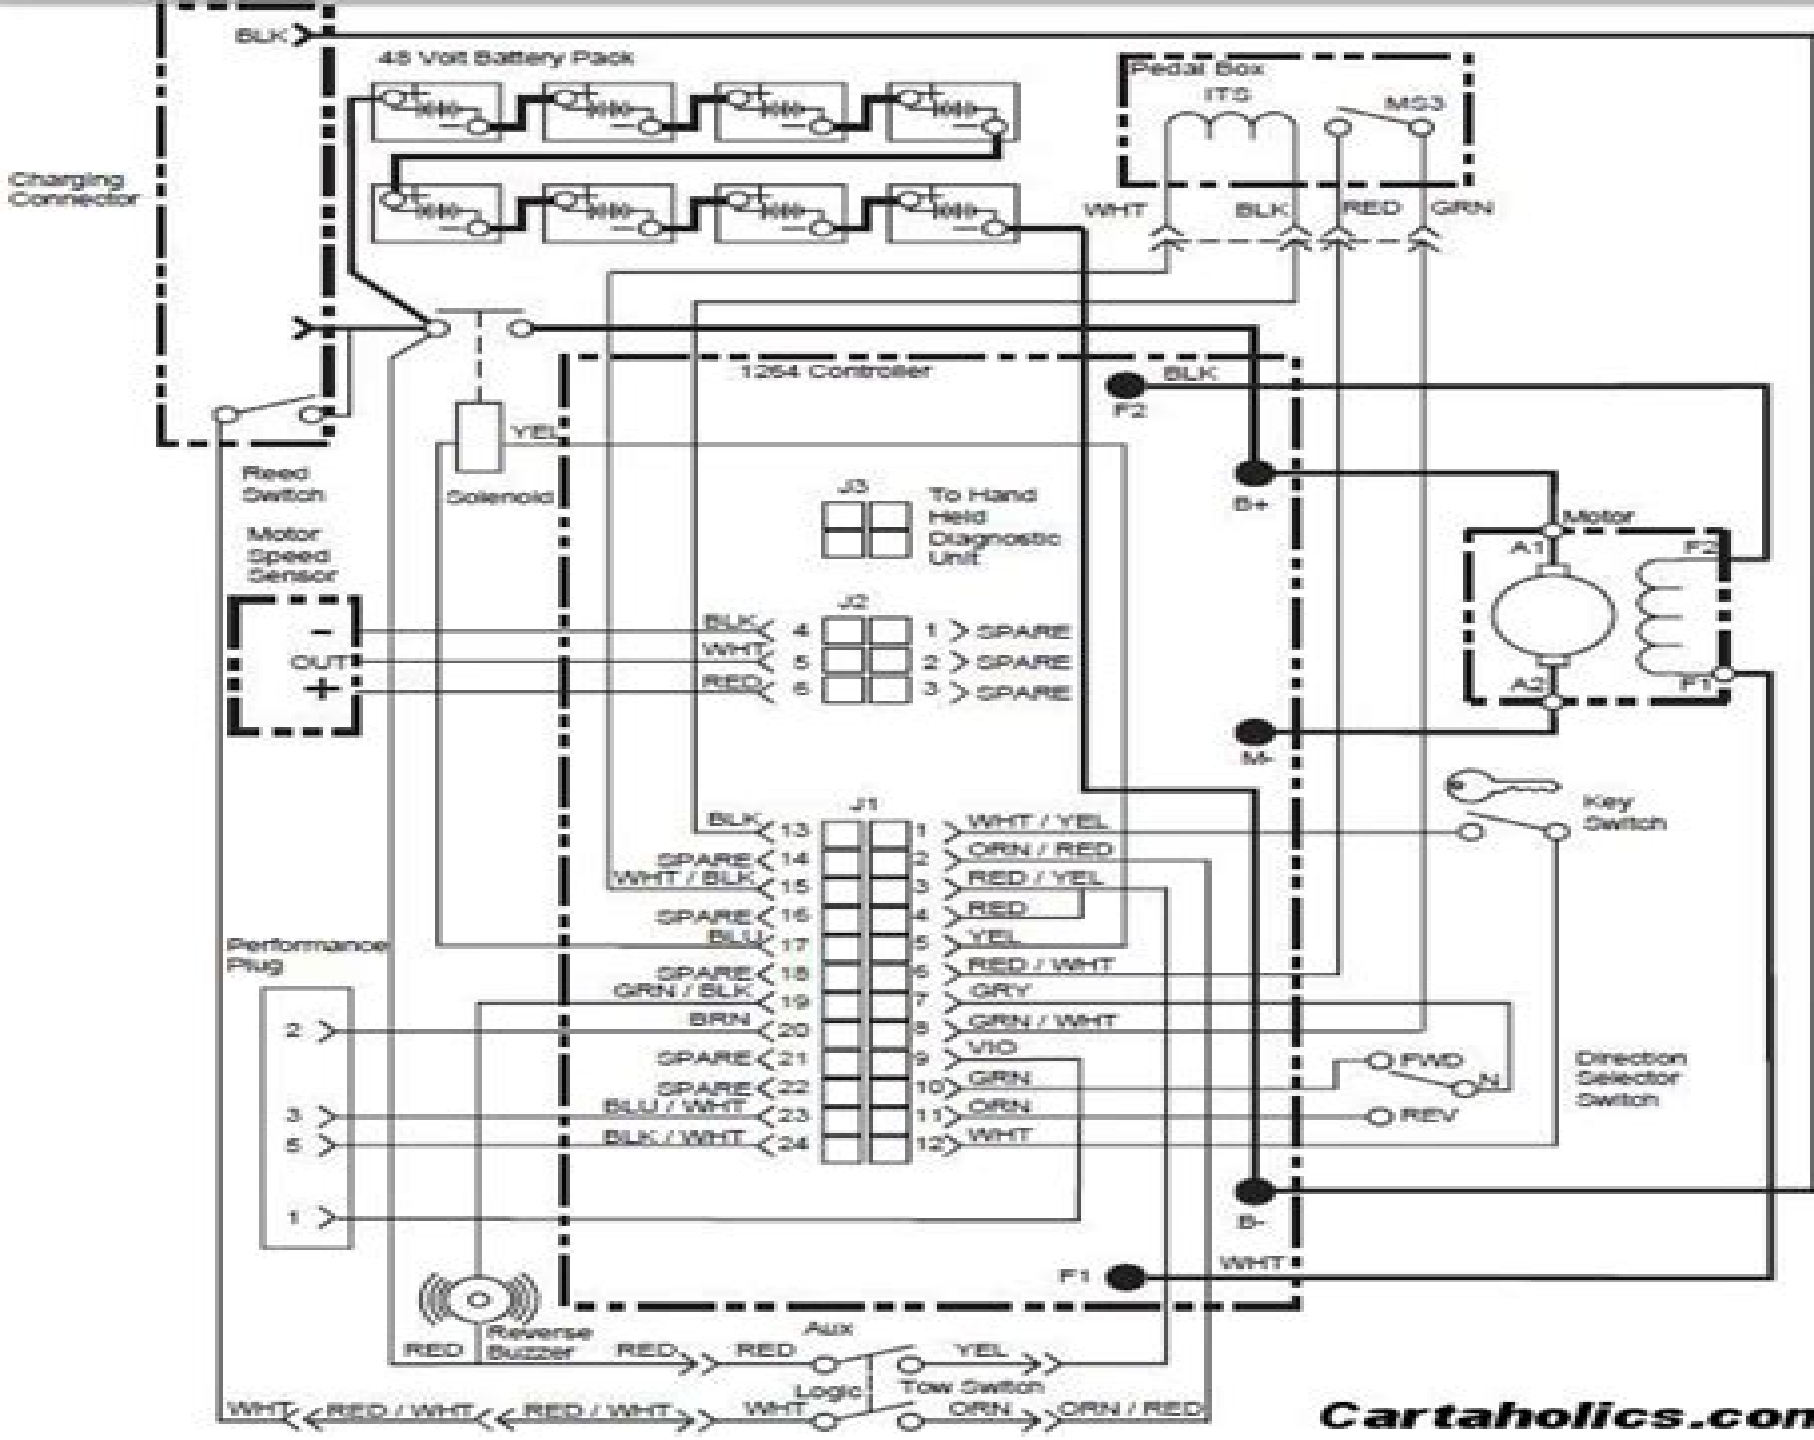 BLK
48 Volt Battery Pack
Pedal Box
ITS
MS3
Charging
Connector
WHT
BLK
RED
GRN
+
−
+
−
+
−
+
−
+
−
+
−
+
−
+
−
1264 Controller
BLK
F2
YEL
Reed
Switch
Solenoid
J3
To Hand
Held
Diagnostic
Unit
B+
Motor
A1
F2
Motor
Speed
Sensor
-
OUT
+
J2
BLK 4
1 SPARE
WHT 5
2 SPARE
RED 6
3 SPARE
A2
F1
M-
Key
Switch
J1
BLK 13
1 WHT / YEL
SPARE 14
2 ORN / RED
WHT / BLK 15
3 RED / YEL
SPARE 16
4 RED
BLU 17
5 YEL
SPARE 18
6 RED / WHT
GRN / BLK 19
7 GRY
BRN 20
8 GRN / WHT
SPARE 21
9 VIO
SPARE 22
10 GRN
BLU / WHT 23
11 ORN
BLK / WHT 24
12 WHT
Performance
Plug
2
3
5
1
FWD
N
REV
Direction
Selector
Switch
B-
WHT
F1
Reverse
Buzzer
Aux
RED
RED
RED
YEL
Logic
Tow Switch
WHT
RED / WHT
RED / WHT
WHT
ORN
ORN / RED
Cartaholics.com